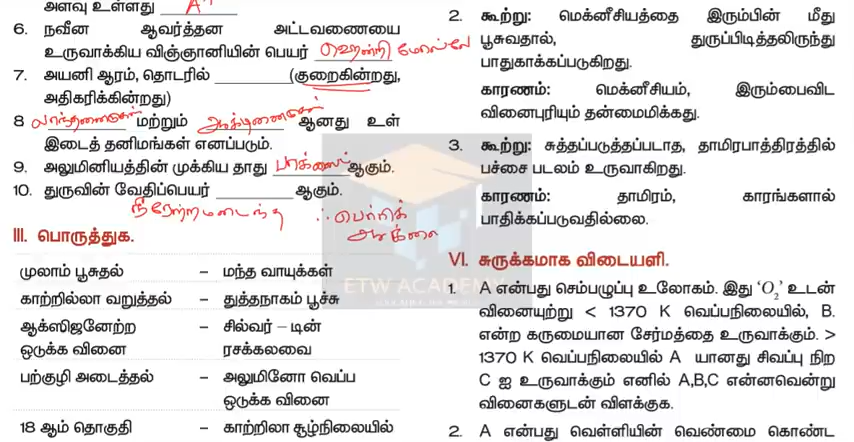 அளவு உள்ளது A°
6. நவீன ஆவர்த்தன அட்டவணையை
உருவாக்கிய விஞ்ஞானியின் பெயர் ஹென்றி மோஸ்லே
7. அயனி ஆரம், தொடரில் __________ (குறைகின்றது,
அதிகரிக்கின்றது)
8 லாந்தனைடுகள் மற்றும் ஆக்டினைடுகள் ஆனது உள்
இடைத் தனிமங்கள் எனப்படும்.
9. அலுமினியத்தின் முக்கிய தாது பாக்ஸைட் ஆகும்.
10. துருவின் வேதிப்பெயர் __________ ஆகும்.
நீரேற்றமடைந்த ஃபெர்ரிக்
ஆக்ஸைடு
III. பொருத்துக.
முலாம் பூசுதல் – மந்த வாயுக்கள்
காற்றில்லா வறுத்தல் – துத்தநாகம் பூச்சு
ஆக்ஸிஜனேற்ற – சில்வர் – டின்
ஒடுக்க வினை ரசக்கலவை
பற்குழி அடைத்தல் – அலுமினோ வெப்ப
ஒடுக்க வினை
18 ஆம் தொகுதி – காற்றிலா சூழ்நிலையில்
2. கூற்று: மெக்னீசியத்தை இரும்பின் மீது
பூசுவதால், துருப்பிடித்தலிருந்து
பாதுகாக்கப்படுகிறது.
காரணம்: மெக்னீசியம், இரும்பைவிட
வினைபுரியும் தன்மைமிக்கது.
3. கூற்று: சுத்தப்படுத்தப்படாத, தாமிரபாத்திரத்தில்
பச்சை படலம் உருவாகிறது.
காரணம்: தாமிரம், காரங்களால்
பாதிக்கப்படுவதில்லை.
VI. சுருக்கமாக விடையளி.
1. A என்பது செம்பழுப்பு உலோகம். இது ‘O₂’ உடன்
வினையுற்று < 1370 K வெப்பநிலையில், B.
என்ற கருமையான சேர்மத்தை உருவாக்கும். >
1370 K வெப்பநிலையில் A யானது சிவப்பு நிற
C ஐ உருவாக்கும் எனில் A,B,C என்னவென்று
வினைகளுடன் விளக்குக.
2. A என்பது வெள்ளியின் வெண்மை கொண்ட
ETW ACADEMY